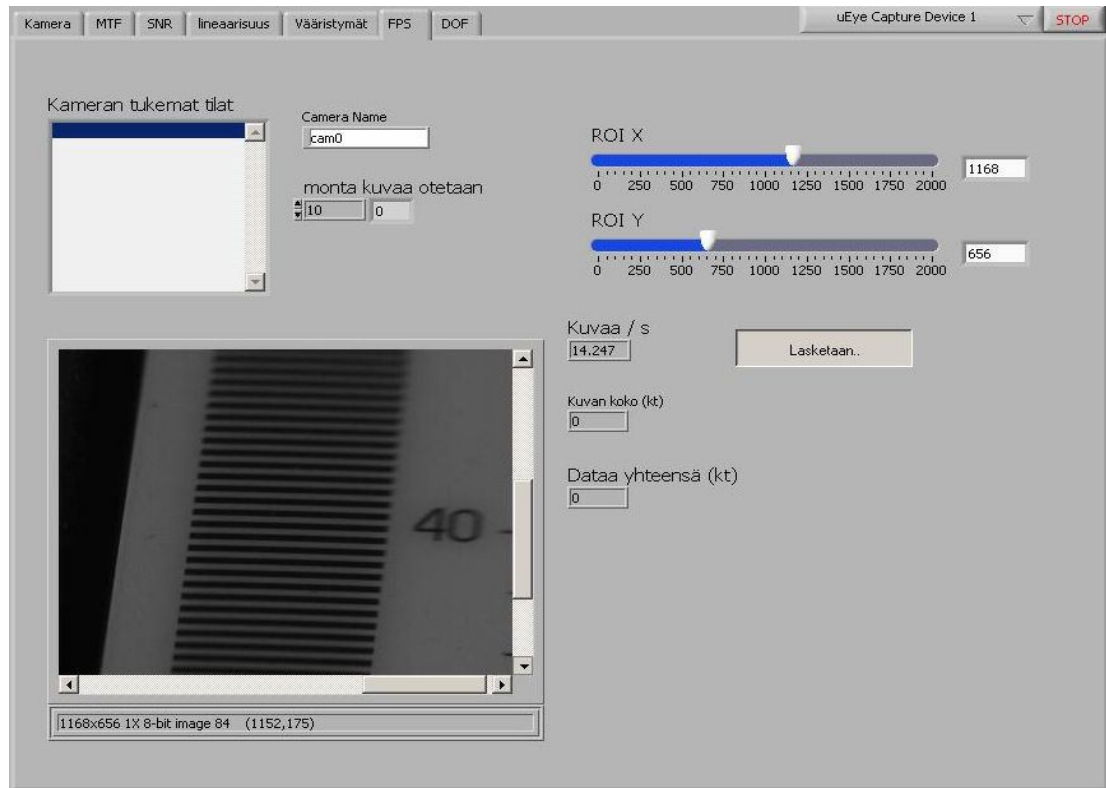 Kamera MTF SNR lineaarisuus Vääristymät FPS DOF
uEye Capture Device 1 STOP
Kameran tukemat tilat
Camera Name
cam0
monta kuvaa otetaan
10 0
ROI X
1168
0 250 500 750 1000 1250 1500 1750 2000
ROI Y
656
0 250 500 750 1000 1250 1500 1750 2000
Kuvaa / s
14.247
Lasketaan..
Kuvan koko (kt)
0
Dataa yhteensä (kt)
0
40
1168x656 1X 8-bit image 84 (1152,175)